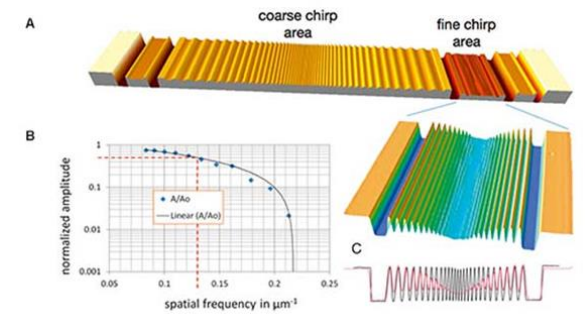 A
coarse chirp
area
fine chirp
area
B
normalized amplitude
1
0.1
0.01
0.001
A/Ao
Linear (A/Ao)
0.05
0.1
0.15
0.2
0.25
spatial frequency in µm⁻¹
C